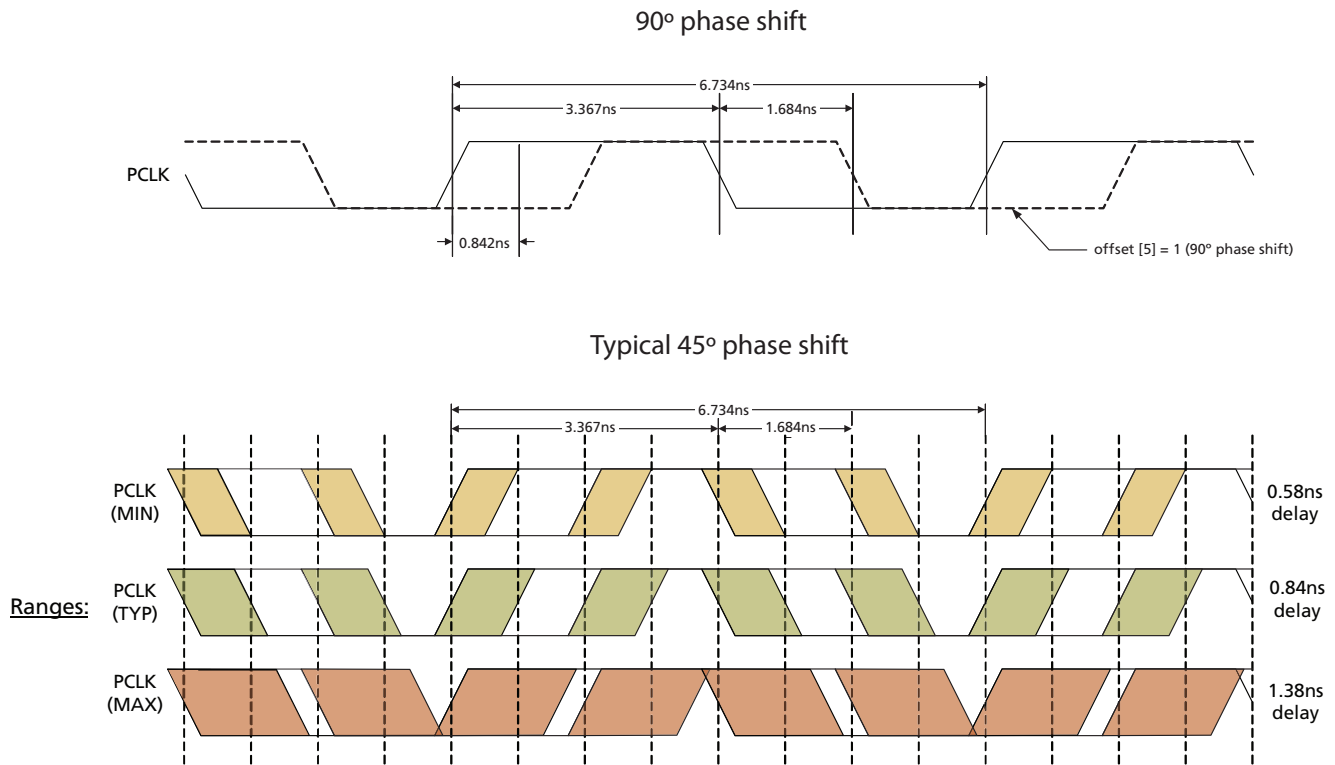 90º phase shift
6.734ns
3.367ns
1.684ns
PCLK
0.842ns
offset [5] = 1 (90º phase shift)
Typical 45º phase shift
6.734ns
3.367ns
1.684ns
PCLK
(MIN)
0.58ns
delay
Ranges:
PCLK
(TYP)
0.84ns
delay
PCLK
(MAX)
1.38ns
delay